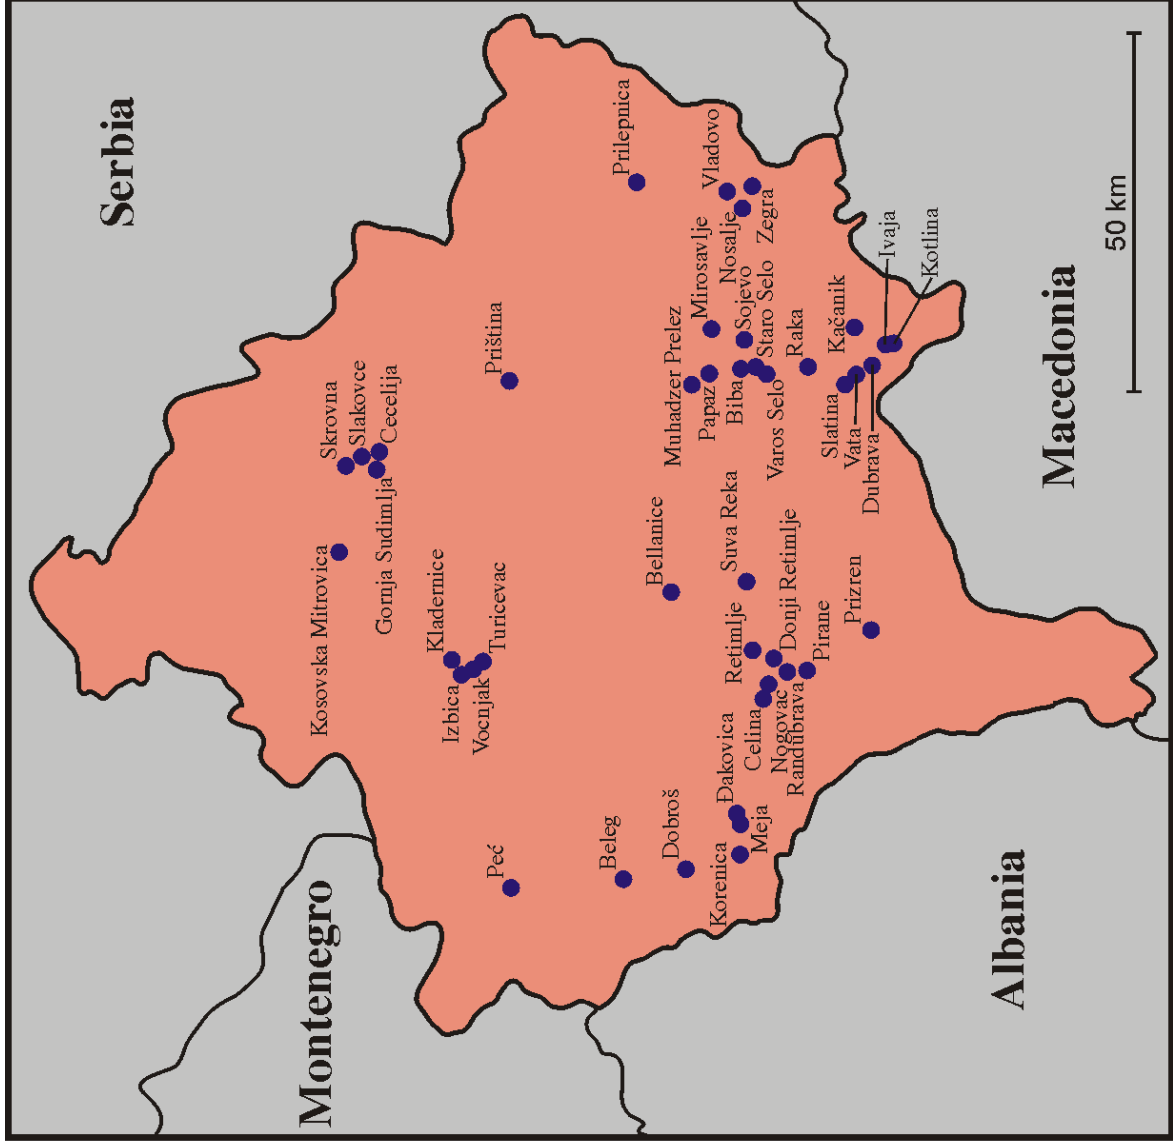 Serbia
Montenegro
Albania
Macedonia
50 km
Kosovska Mitrovica
Skrovna
Slakovce
Cecelija
Gornja Sudimlja
Kladernice
Izbica
Vocnjak
Turicevac
Priština
Peć
Beleg
Dobroš
Korenica
Meja
Đakovica
Bellanice
Suva Reka
Retimlje
Donji Retimlje
Celina
Nogovac
Randubrava
Pirane
Prizren
Prilepnica
Vladovo
Nosalje
Zegra
Mirosavlje
Muhadzer Prelez
Papaz
Sojevo
Biba
Staro Selo
Varos Selo
Raka
Kačanik
Slatina
Vata
Dubrava
Ivaja
Kotlina